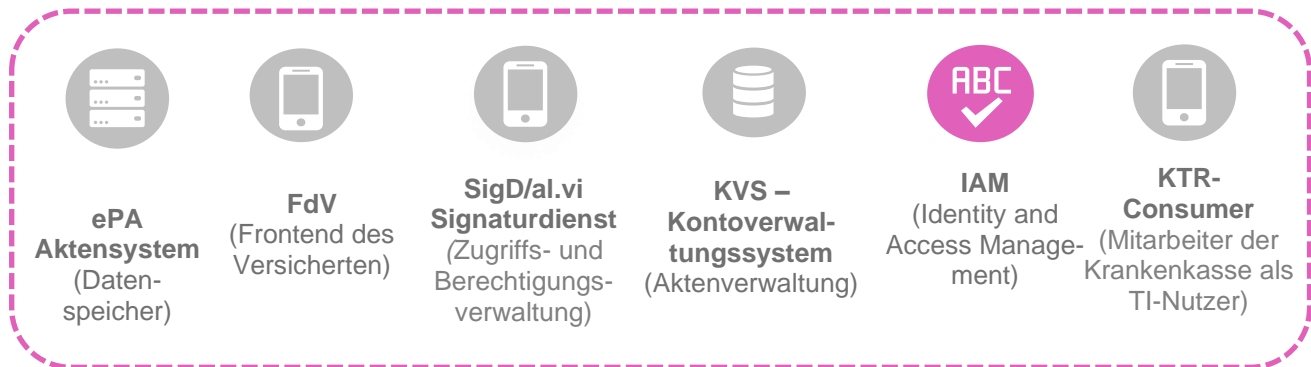 ABC
ePA
Aktensystem
(Daten-
speicher)
FdV
(Frontend des
Versicherten)
SigD/al.vi
Signaturdienst
(Zugriffs- und
Berechtigungs-
verwaltung)
KVS –
Kontoverwal-
tungssystem
(Aktenverwaltung)
IAM
(Identity and
Access Manage-
ment)
KTR-
Consumer
(Mitarbeiter der
Krankenkasse als
TI-Nutzer)